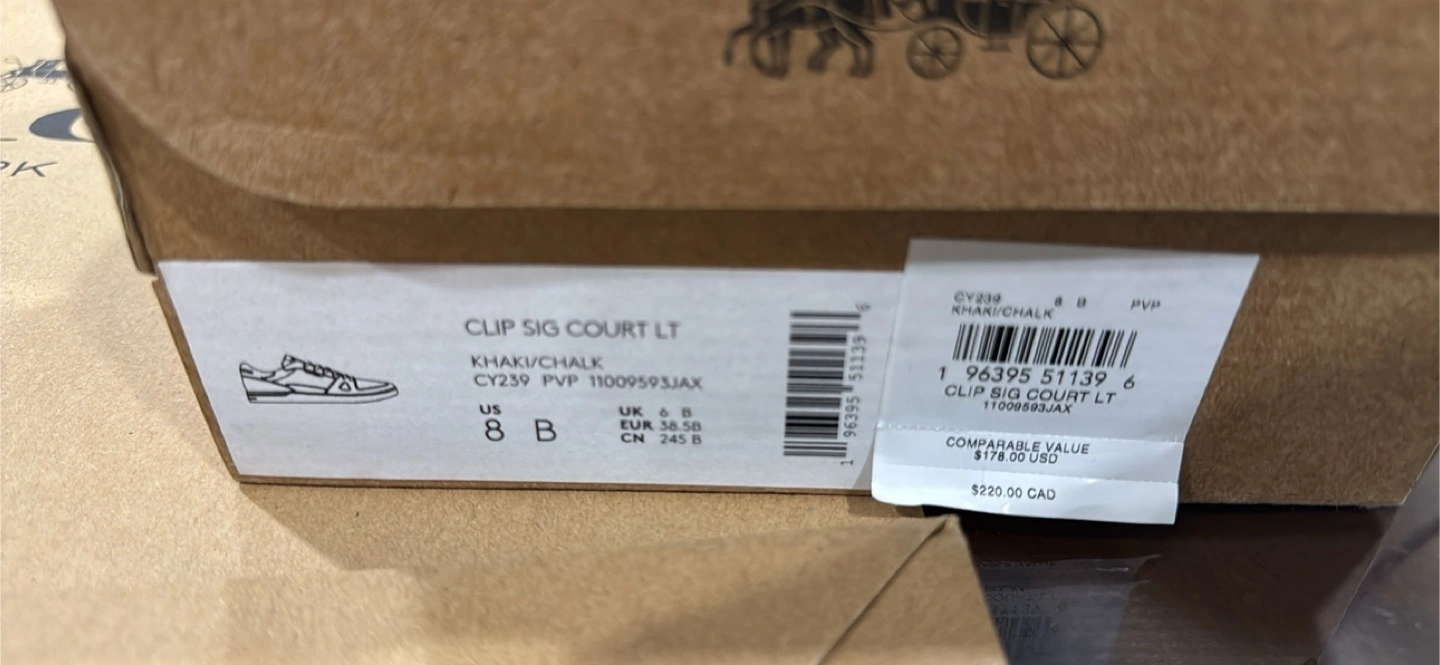 CLIP SIG COURT LT
KHAKI/CHALK
CY239 PVP 11009593JAX
US
8 B
UK 6 B
EUR 38.5B
CN 245 B
1 96395 51139 6
CY239 8 B PVP
KHAKI/CHALK
1 96395 51139 6
CLIP SIG COURT LT
11009593JAX
COMPARABLE VALUE
$178.00 USD
$220.00 CAD